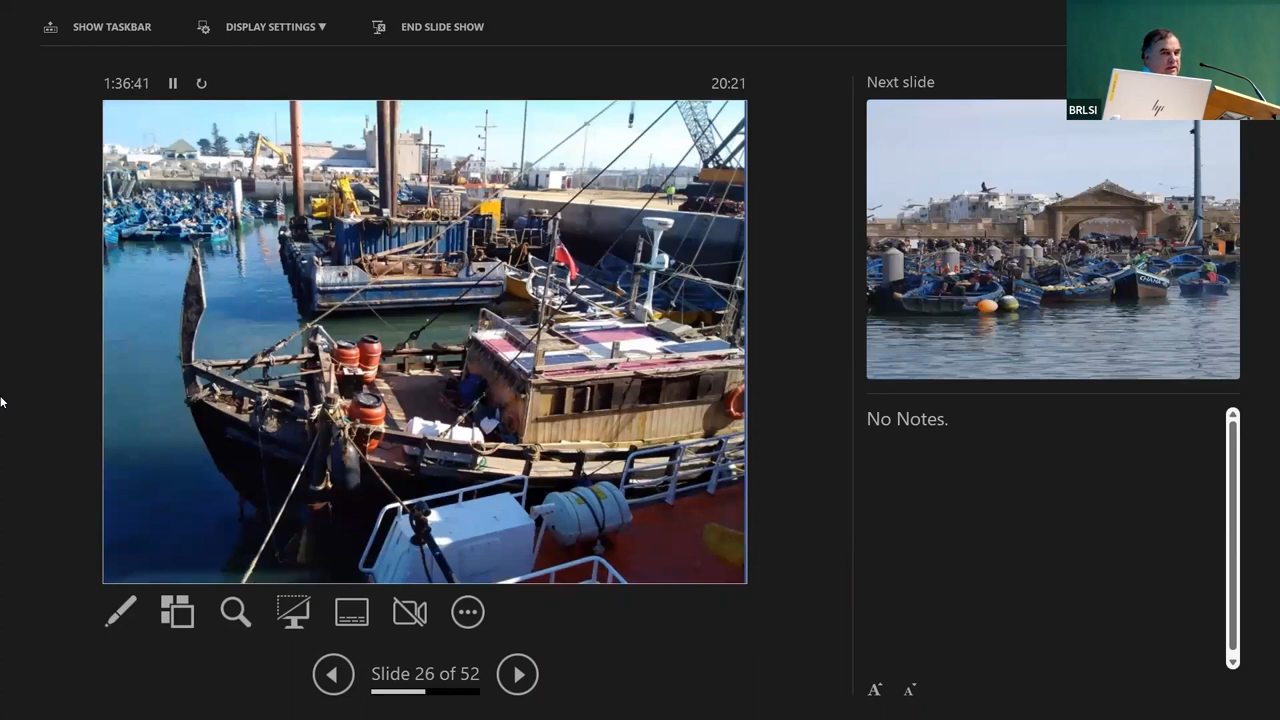 SHOW TASKBAR
DISPLAY SETTINGS ▼
END SLIDE SHOW
1:36:41
20:21
Next slide
BRLSI
hp
No Notes.
Slide 26 of 52
A
A